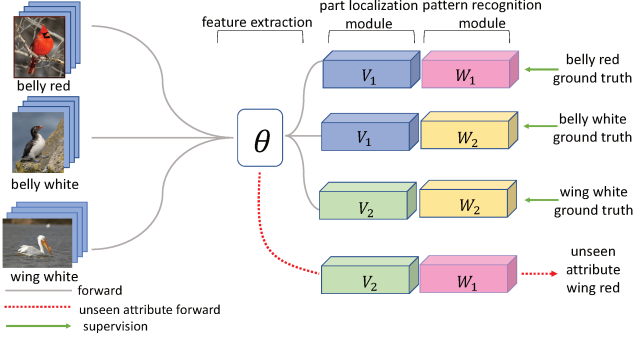 part localization pattern recognition
feature extraction module module
belly red
belly white
wing white
θ
V1 W1
V1 W2
V2 W2
V2 W1
belly red
ground truth
belly white
ground truth
wing white
ground truth
unseen
attribute
wing red
forward
unseen attribute forward
supervision